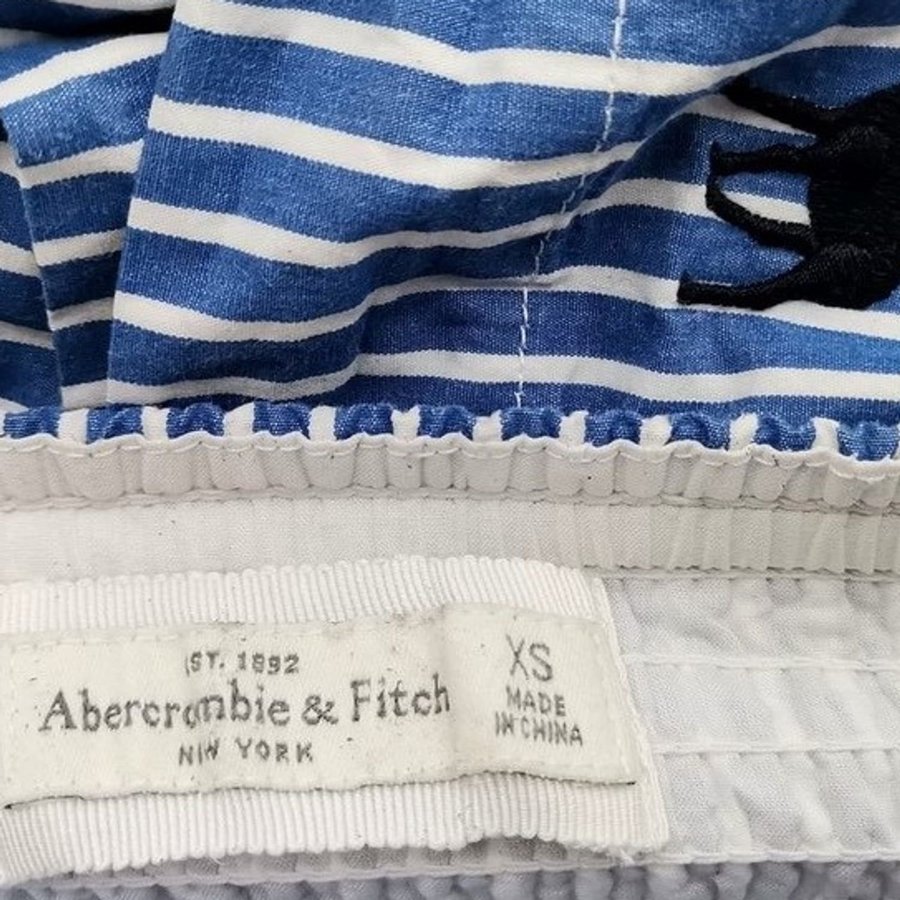 EST. 1892
Abercrombie & Fitch
NEW YORK
XS
MADE
IN CHINA